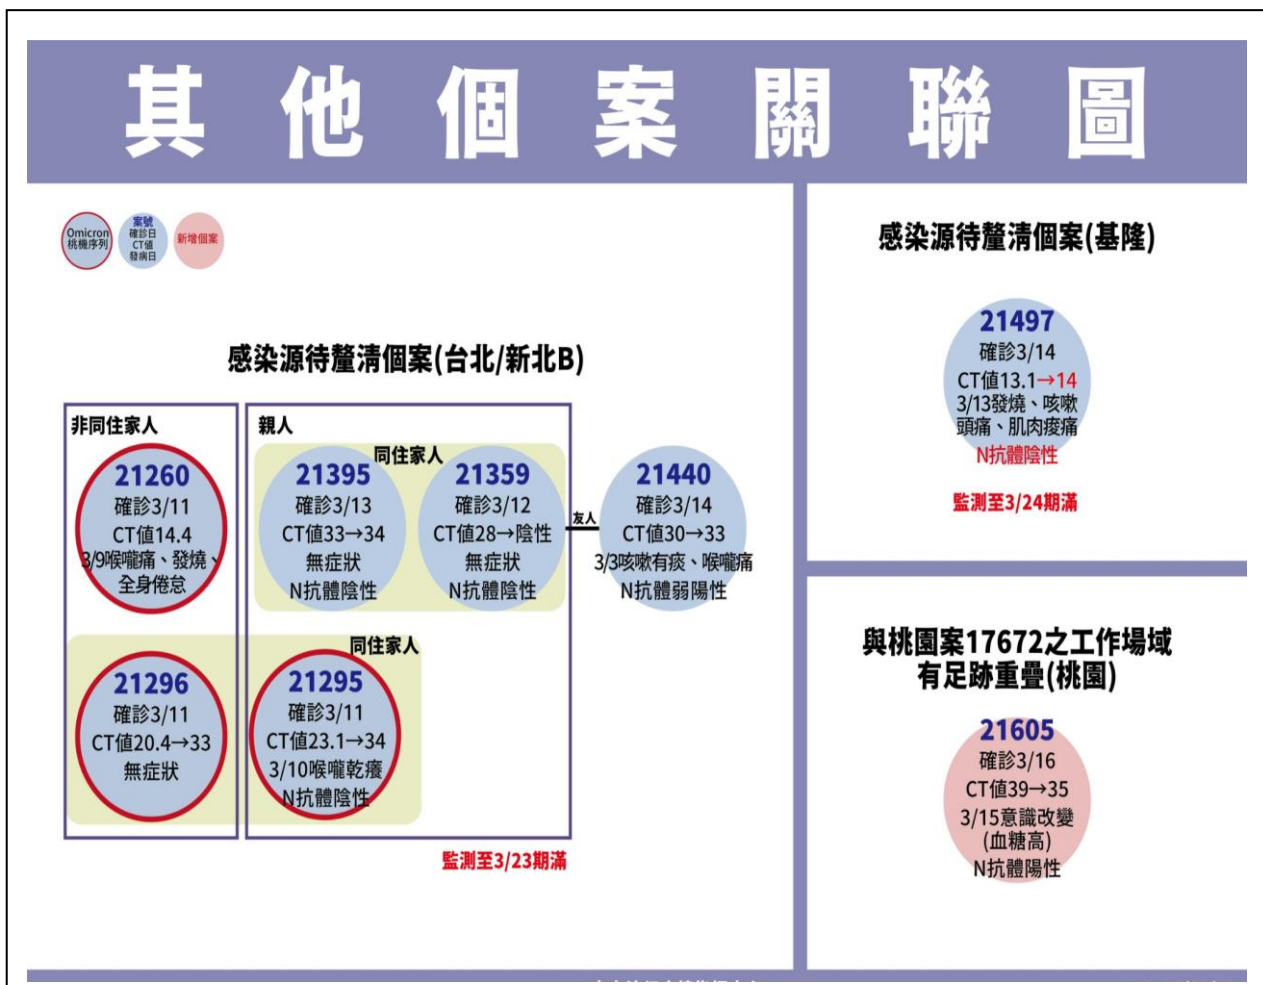 其他個案關聯圖
Omicron
桃機序列
案號
確診日
CT值
發病日
新增個案
感染源待釐清個案(台北/新北B)
非同住家人
21260
確診3/11
CT值14.4
3/9喉嚨痛、發燒、
全身倦怠
親人
同住家人
21395
確診3/13
CT值33→34
無症狀
N抗體陰性
21359
確診3/12
CT值28→陰性
無症狀
N抗體陰性
友人
21440
確診3/14
CT值30→33
3/3咳嗽有痰、喉嚨痛
N抗體弱陽性
同住家人
21296
確診3/11
CT值20.4→33
無症狀
21295
確診3/11
CT值23.1→34
3/10喉嚨乾癢
N抗體陰性
監測至3/23期滿
感染源待釐清個案(基隆)
21497
確診3/14
CT值13.1→14
3/13發燒、咳嗽
頭痛、肌肉痠痛
N抗體陰性
監測至3/24期滿
與桃園案17672之工作場域
有足跡重疊(桃園)
21605
確診3/16
CT值39→35
3/15意識改變
(血糖高)
N抗體陽性